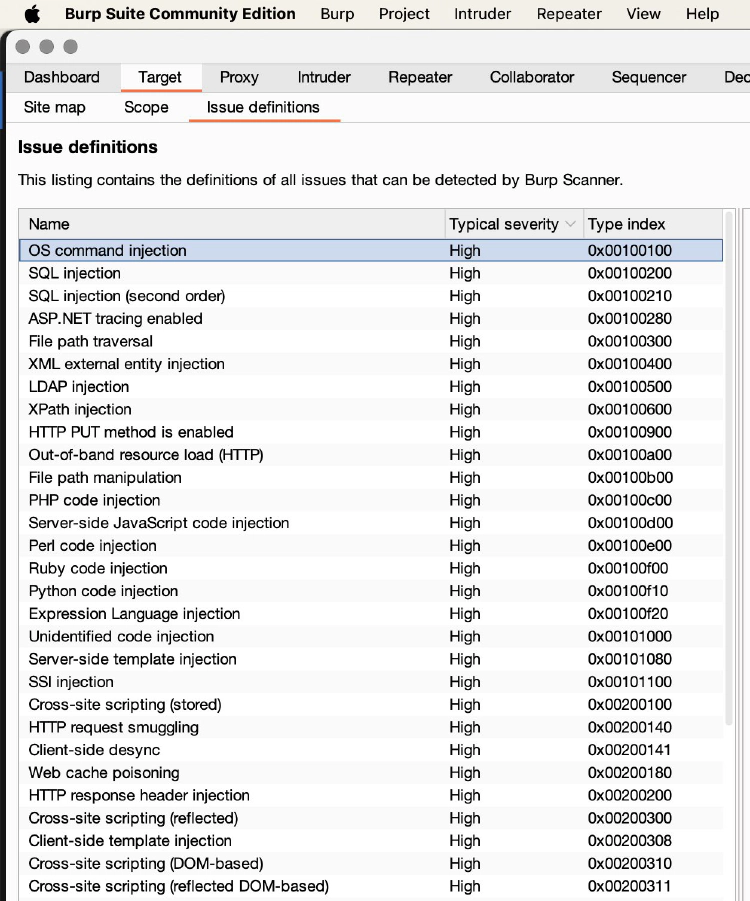 Burp Suite Community Edition Burp Project Intruder Repeater View Help
Dashboard Target Proxy Intruder Repeater Collaborator Sequencer Dec
Site map Scope Issue definitions
Issue definitions
This listing contains the definitions of all issues that can be detected by Burp Scanner.
Name Typical severity Type index
OS command injection High 0x00100100
SQL injection High 0x00100200
SQL injection (second order) High 0x00100210
ASP.NET tracing enabled High 0x00100280
File path traversal High 0x00100300
XML external entity injection High 0x00100400
LDAP injection High 0x00100500
XPath injection High 0x00100600
HTTP PUT method is enabled High 0x00100900
Out-of-band resource load (HTTP) High 0x00100a00
File path manipulation High 0x00100b00
PHP code injection High 0x00100c00
Server-side JavaScript code injection High 0x00100d00
Perl code injection High 0x00100e00
Ruby code injection High 0x00100f00
Python code injection High 0x00100f10
Expression Language injection High 0x00100f20
Unidentified code injection High 0x00101000
Server-side template injection High 0x00101080
SSI injection High 0x00101100
Cross-site scripting (stored) High 0x00200100
HTTP request smuggling High 0x00200140
Client-side desync High 0x00200141
Web cache poisoning High 0x00200180
HTTP response header injection High 0x00200200
Cross-site scripting (reflected) High 0x00200300
Client-side template injection High 0x00200308
Cross-site scripting (DOM-based) High 0x00200310
Cross-site scripting (reflected DOM-based) High 0x00200311